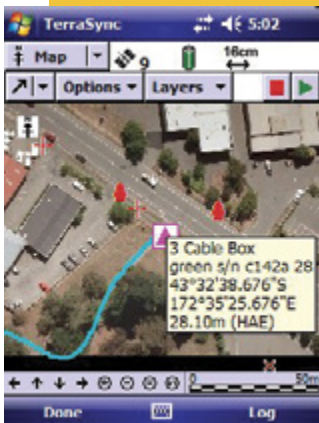 TerraSync 5:02
Map 9 16cm
Options Layers
3 Cable Box
green s/n c142a 28
43°32'38.676"S
172°35'25.676"E
28.10m (HAE)
0 50m
Done Log